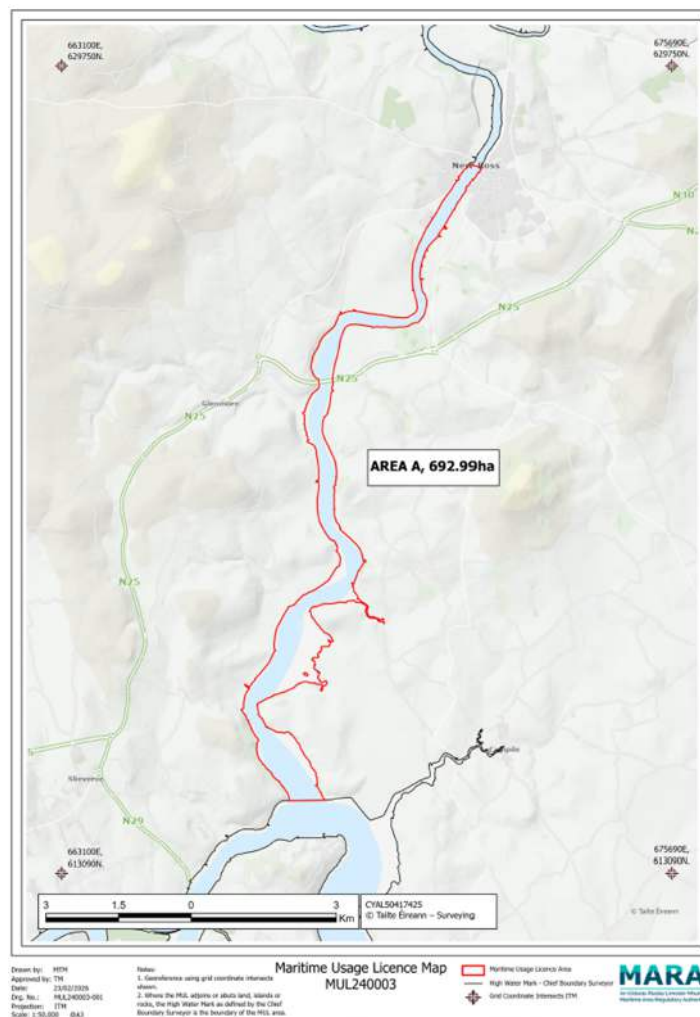 663100E,
629750N.
675690E,
629750N.
New Ross
N30
N25
N25
N25
Glenmore
AREA A, 692.99ha
N25
Slieverue
N29
663100E,
613090N.
675690E,
613090N.
3 1.5 0 3
Km
CYAL50417425
© Tailte Éireann – Surveying
© Tailte Éireann
Drawn by: MTM
Approved by: TM
Date: 23/02/2026
Drg. No.: MUL240003-001
Projection: ITM
Scale: 1:50,000 @A3
Notes:
1. Georeference using grid coordinate intersects
shown.
2. Where the MUL adjoins or abuts land, islands or
rocks, the High Water Mark as defined by the Chief
Boundary Surveyor is the boundary of the MUL area.
Maritime Usage Licence Map
MUL240003
Maritime Usage Licence Area
High Water Mark - Chief Boundary Surveyor
Grid Coordinate Intersects ITM
MARA